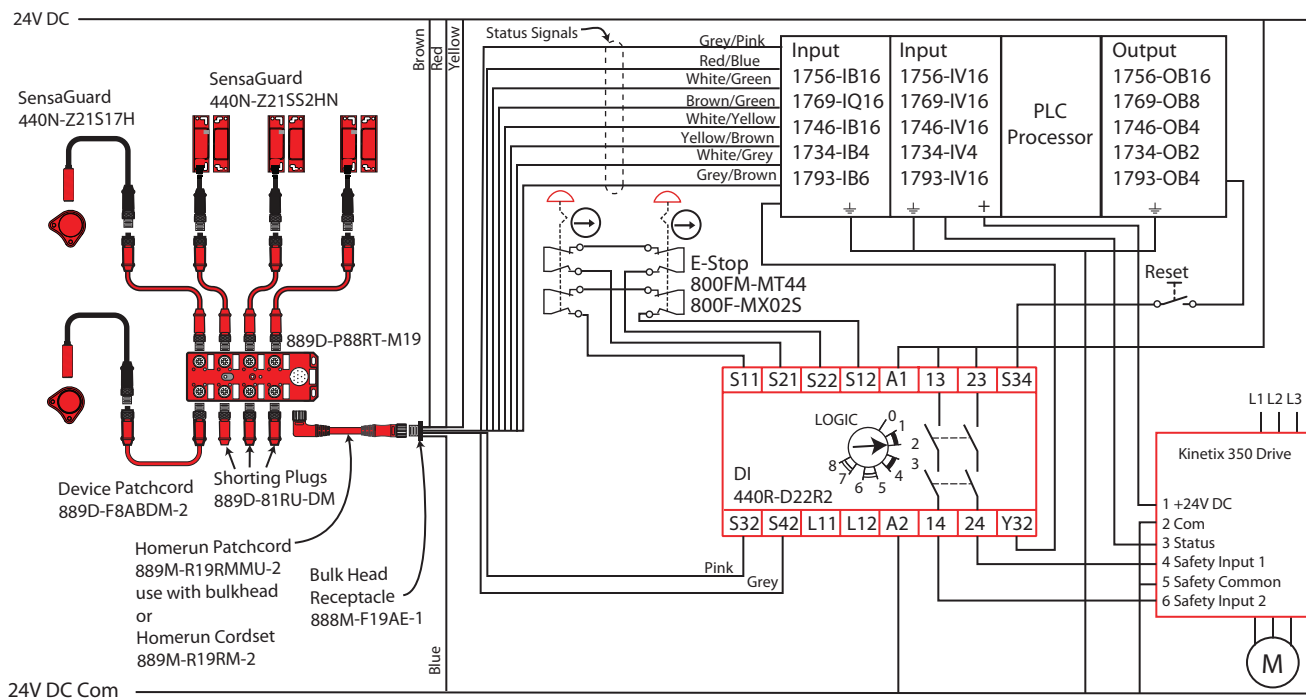 24V DC
Brown
Red
Yellow
Status Signals
Grey/Pink
Red/Blue
White/Green
Brown/Green
White/Yellow
Yellow/Brown
White/Grey
Grey/Brown
Input
1756-IB16
1769-IQ16
1746-IB16
1734-IB4
1793-IB6
Input
1756-IV16
1769-IV16
1746-IV16
1734-IV4
1793-IV16
+
PLC
Processor
Output
1756-OB16
1769-OB8
1746-OB4
1734-OB2
1793-OB4
SensaGuard
440N-Z21S17H
SensaGuard
440N-Z21SS2HN
E-Stop
800FM-MT44
800F-MX02S
Reset
889D-P88RT-M19
S11 S21 S22 S12 A1 13 23 S34
LOGIC
0
1
2
3
4
5
6
7
8
DI
440R-D22R2
S32 S42 L11 L12 A2 14 24 Y32
Pink
Grey
L1 L2 L3
Kinetix 350 Drive
1 +24V DC
2 Com
3 Status
4 Safety Input 1
5 Safety Common
6 Safety Input 2
M
Device Patchcord
889D-F8ABDM-2
Shorting Plugs
889D-81RU-DM
Homerun Patchcord
889M-R19RMMU-2
use with bulkhead
or
Homerun Cordset
889M-R19RM-2
Bulk Head
Receptacle
888M-F19AE-1
Blue
24V DC Com